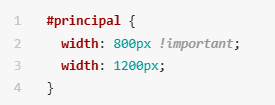 1 #principal {
2 width: 800px !important;
3 width: 1200px;
4 }